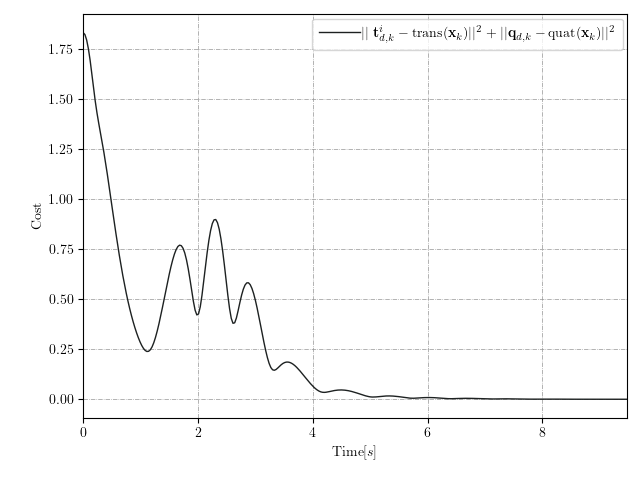 || t^i_{d,k} − trans(x_k)||^2 + ||q_{d,k} − quat(x_k)||^2
1.75
1.50
1.25
1.00
0.75
0.50
0.25
0.00
Cost
0 2 4 6 8
Time[s]